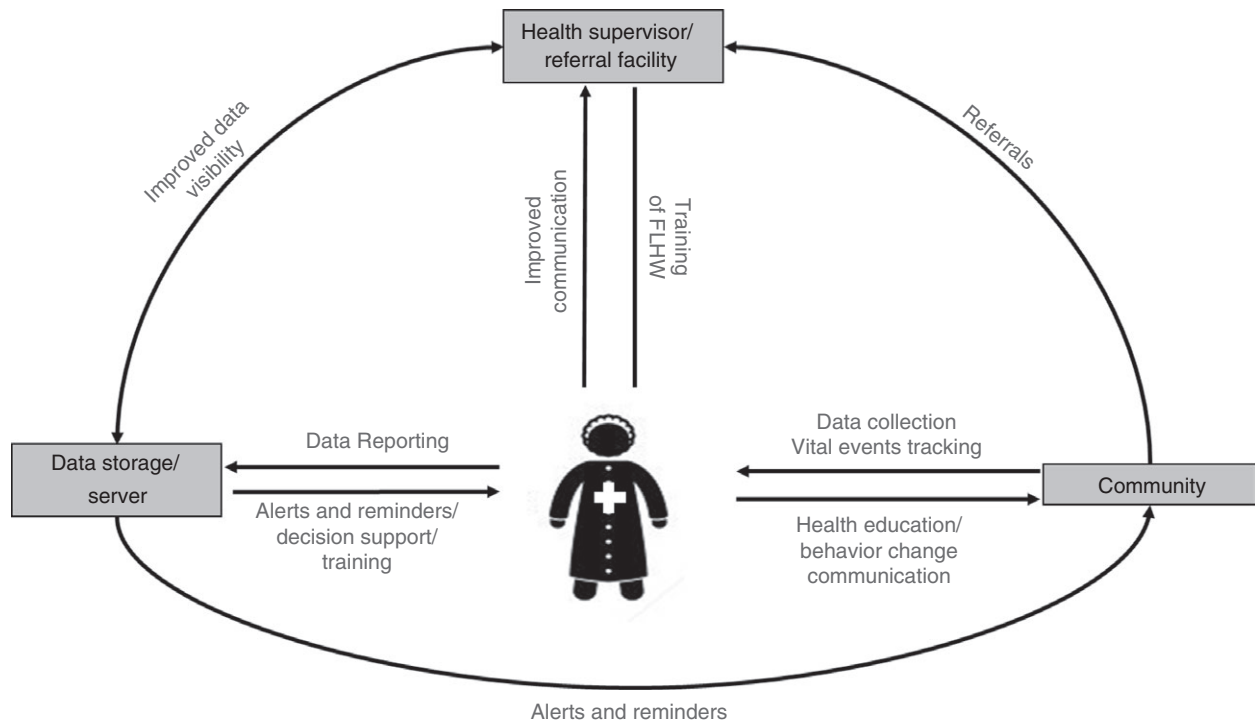 Health supervisor/
referral facility
Improved data
visibility
Referrals
Improved
communication
Training
of FLHW
Data Reporting
Data storage/
server
Alerts and reminders/
decision support/
training
Data collection
Vital events tracking
Community
Health education/
behavior change
communication
Alerts and reminders